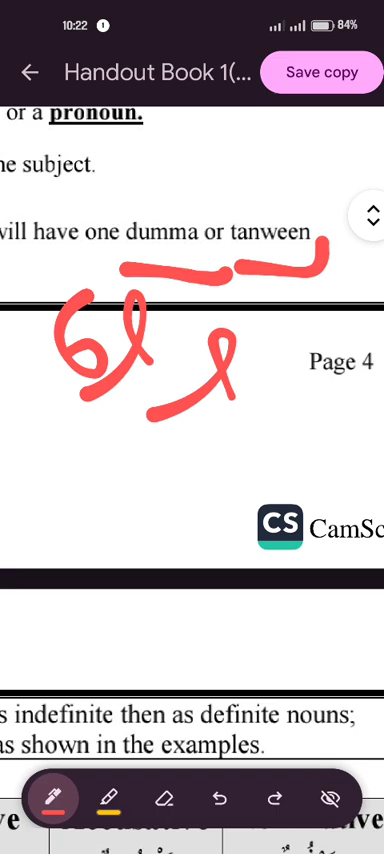 10:22
84%
Handout Book 1(...
Save copy
or a pronoun.
ne subject.
will have one dumma or tanween
Page 4
CS CamSc
s indefinite then as definite nouns;
as shown in the examples.